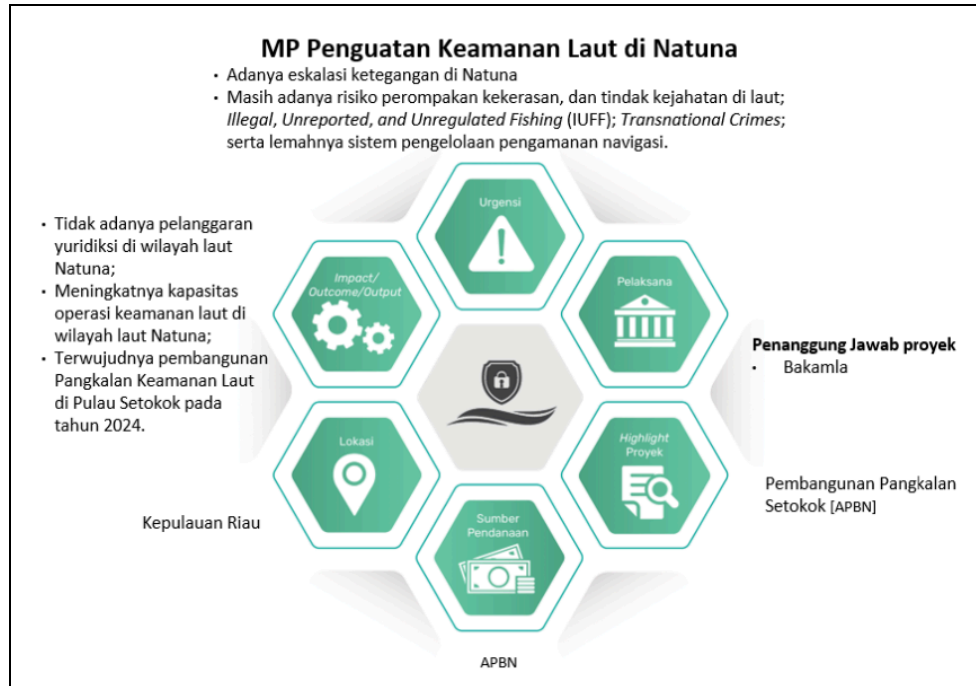 MP Penguatan Keamanan Laut di Natuna
• Adanya eskalasi ketegangan di Natuna
• Masih adanya risiko perompakan kekerasan, dan tindak kejahatan di laut;
Illegal, Unreported, and Unregulated Fishing (IUFF); Transnational Crimes;
serta lemahnya sistem pengelolaan pengamanan navigasi.
Urgensi
• Tidak adanya pelanggaran
yuridiksi di wilayah laut
Natuna;
• Meningkatnya kapasitas
operasi keamanan laut di
wilayah laut Natuna;
• Terwujudnya pembangunan
Pangkalan Keamanan Laut
di Pulau Setokok pada
tahun 2024.
Impact/
Outcome/Output
Pelaksana
Penanggung Jawab proyek
• Bakamla
Lokasi
Kepulauan Riau
Highlight
Proyek
Pembangunan Pangkalan
Setokok [APBN]
Sumber
Pendanaan
APBN